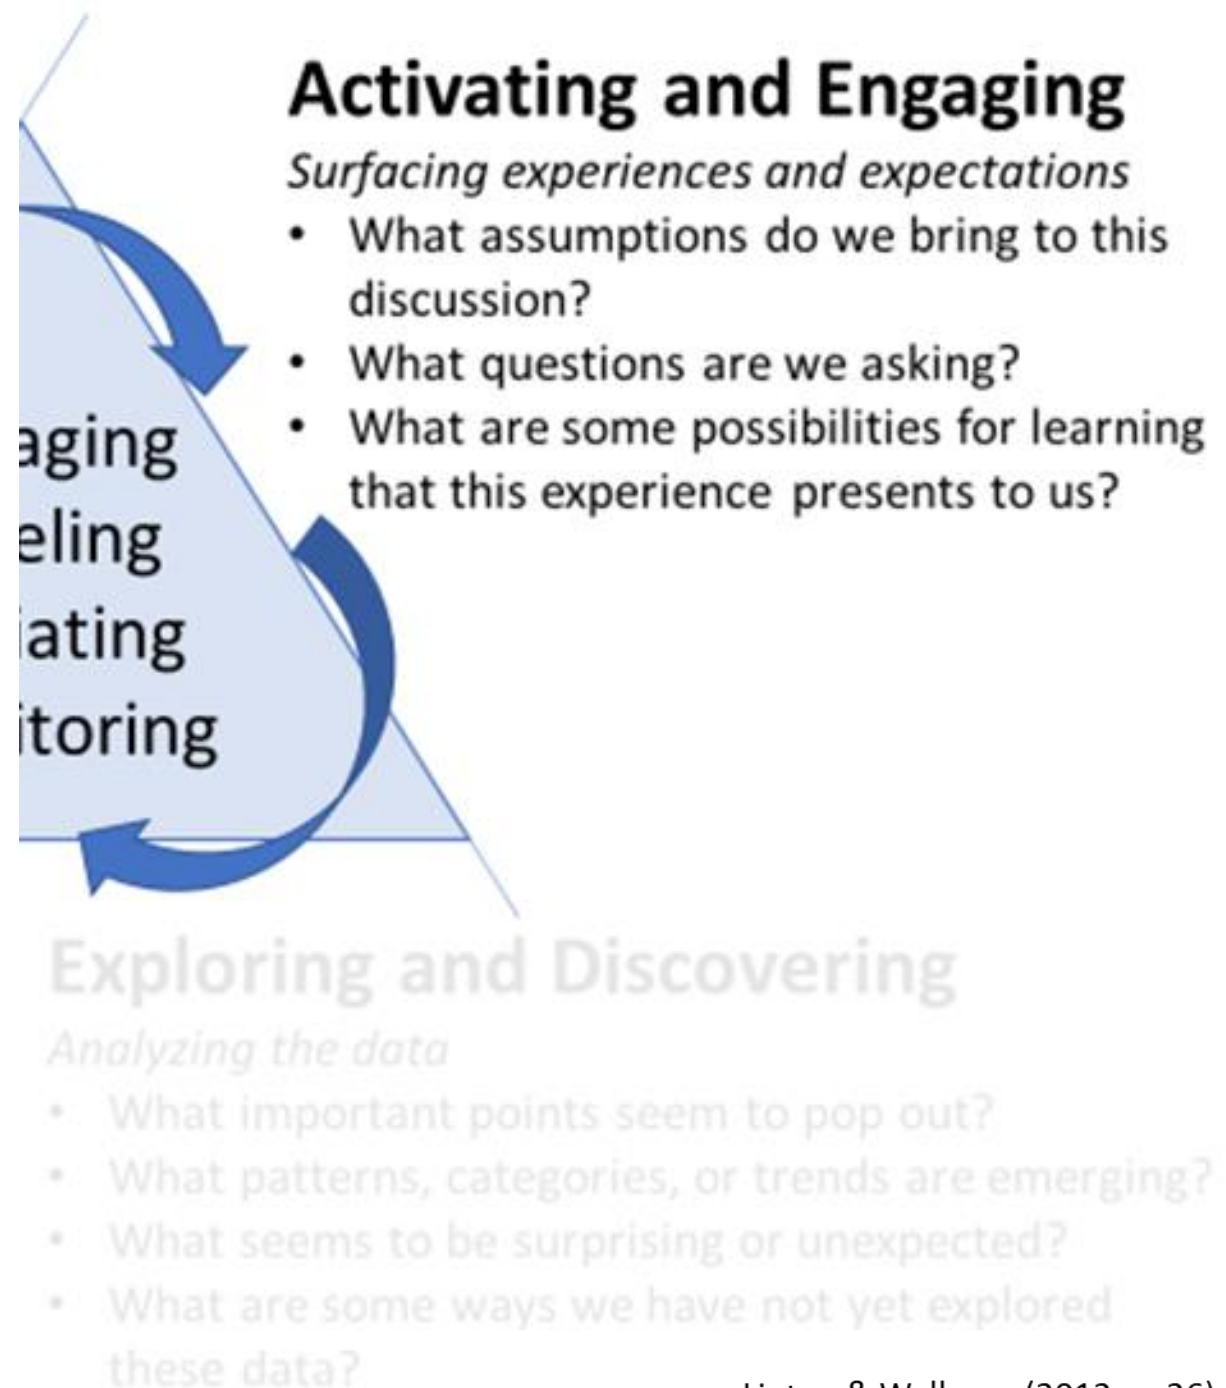 Activating and Engaging
Surfacing experiences and expectations
• What assumptions do we bring to this
discussion?
• What questions are we asking?
• What are some possibilities for learning
that this experience presents to us?
aging
eling
iating
itoring
Exploring and Discovering
Analyzing the data
• What important points seem to pop out?
• What patterns, categories, or trends are emerging?
• What seems to be surprising or unexpected?
• What are some ways we have not yet explored
these data?